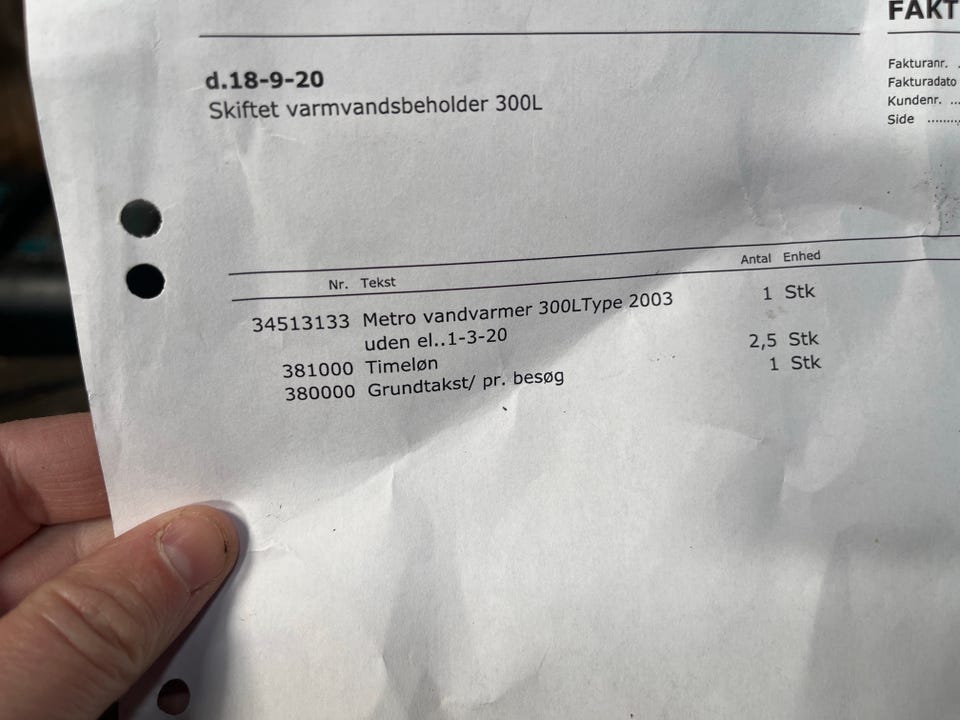 FAKT
d.18-9-20
Skiftet varmvandsbeholder 300L
Fakturanr. .
Fakturadato
Kundenr. ...
Side ........
Nr. Tekst Antal Enhed
34513133 Metro vandvarmer 300LType 2003 1 Stk
uden el..1-3-20
381000 Timeløn 2,5 Stk
380000 Grundtakst/ pr. besøg 1 Stk